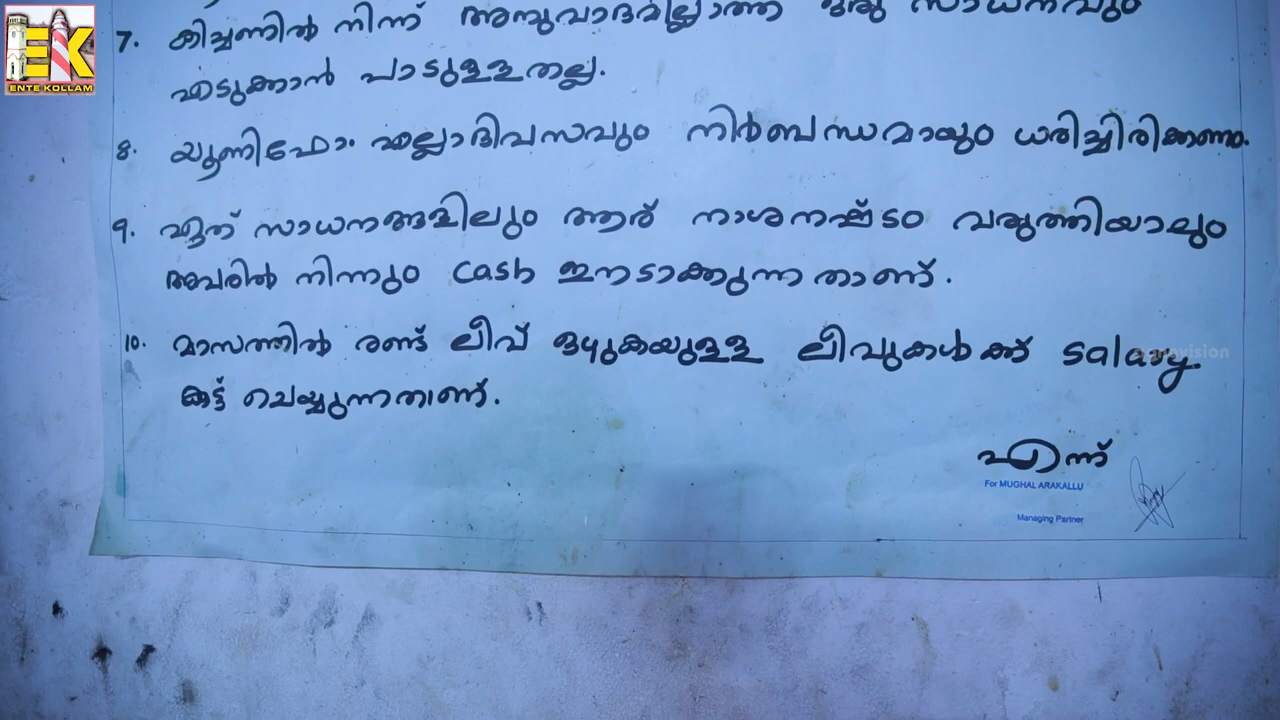 EK
ENTE KOLLAM
7. കിച്ചണിൽ നിന്ന് അനുവാദമില്ലാത്ത ഒരു സാധനവും
എടുക്കാൻ പാടുള്ളതല്ല.
8. യൂണിഫോം എല്ലാദിവസവും നിർബന്ധമായും ധരിച്ചിരിക്കണം.
9. ഏത് സാധനങ്ങളിലും ആര് നാശനഷ്ടം വരുത്തിയാലും
അവരിൽ നിന്നും cash ഈടാക്കുന്നതാണ്.
10. മാസത്തിൽ രണ്ട് ലീവ് ഒഴുകെയുള്ള ലീവുകൾക്ക് salary
കട്ട് ചെയ്യുന്നതാണ്.
എന്ന്
For MUGHAL ARAKALLU
Managing Partner